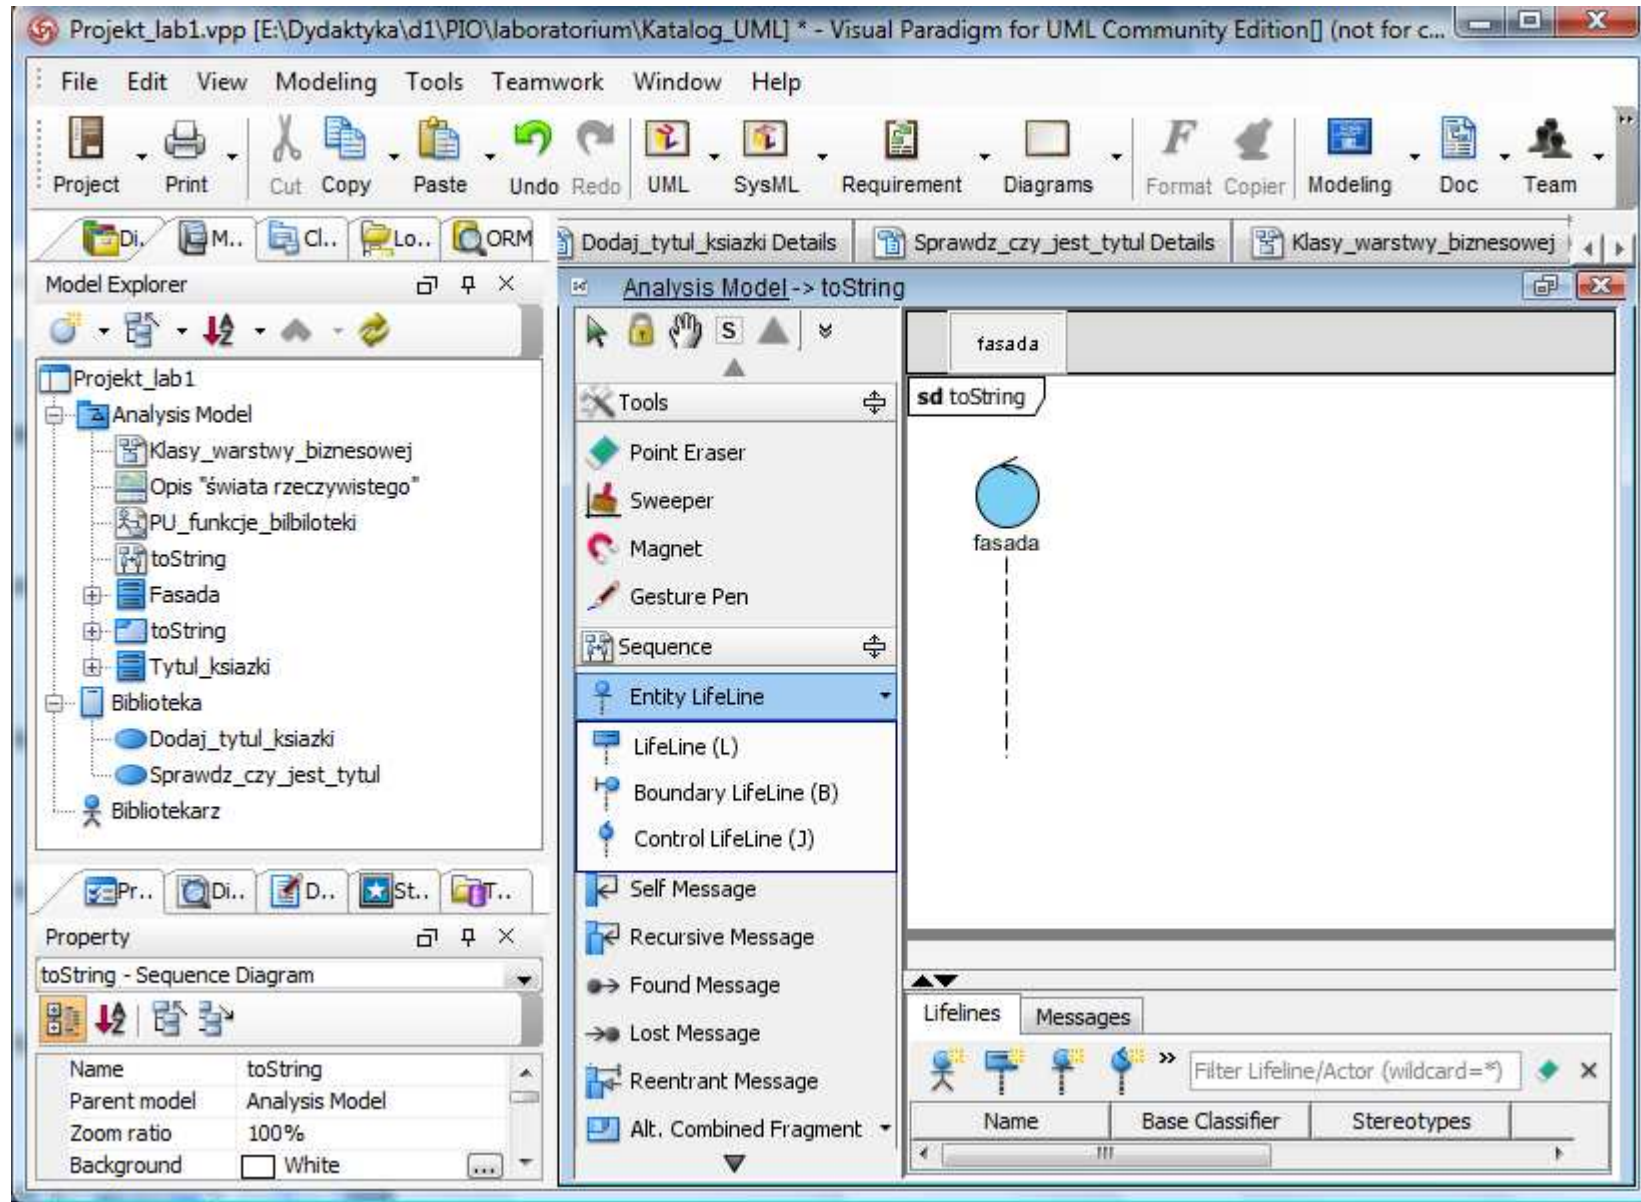 Projekt_lab1.vpp [E:\Dydaktyka\d1\PIO\laboratorium\Katalog_UML] * - Visual Paradigm for UML Community Edition[] (not for c...
File Edit View Modeling Tools Teamwork Window Help
Project Print Cut Copy Paste Undo Redo UML SysML Requirement Diagrams Format Copier Modeling Doc Team
Di. M.. Cl.. Lo.. ORM
Dodaj_tytul_ksiazki Details Sprawdz_czy_jest_tytul Details Klasy_warstwy_biznesowej
Model Explorer
Analysis Model -> toString
S
fasada
sd toString
fasada
Projekt_lab1
Analysis Model
Klasy_warstwy_biznesowej
Opis "świata rzeczywistego"
PU_funkcje_bilbiloteki
toString
Fasada
toString
Tytul_ksiazki
Biblioteka
Dodaj_tytul_ksiazki
Sprawdz_czy_jest_tytul
Bibliotekarz
Tools
Point Eraser
Sweeper
Magnet
Gesture Pen
Sequence
Entity LifeLine
LifeLine (L)
Boundary LifeLine (B)
Control LifeLine (J)
Self Message
Recursive Message
Found Message
Lost Message
Reentrant Message
Alt. Combined Fragment
Pr.. Di.. D.. St.. T..
Property
toString - Sequence Diagram
Name toString
Parent model Analysis Model
Zoom ratio 100%
Background White ...
Lifelines Messages
Filter Lifeline/Actor (wildcard=*)
Name Base Classifier Stereotypes